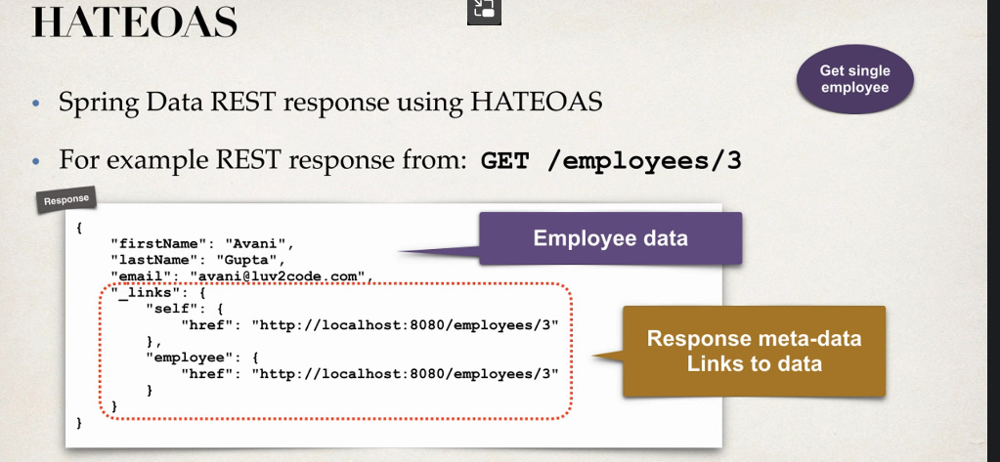 HATEOAS
Get single
employee
• Spring Data REST response using HATEOAS
• For example REST response from: GET /employees/3
Response
{
    "firstName": "Avani",
    "lastName": "Gupta",
    "email": "avani@luv2code.com",
    "_links": {
        "self": {
            "href": "http://localhost:8080/employees/3"
        },
        "employee": {
            "href": "http://localhost:8080/employees/3"
        }
    }
}
Employee data
Response meta-data
Links to data